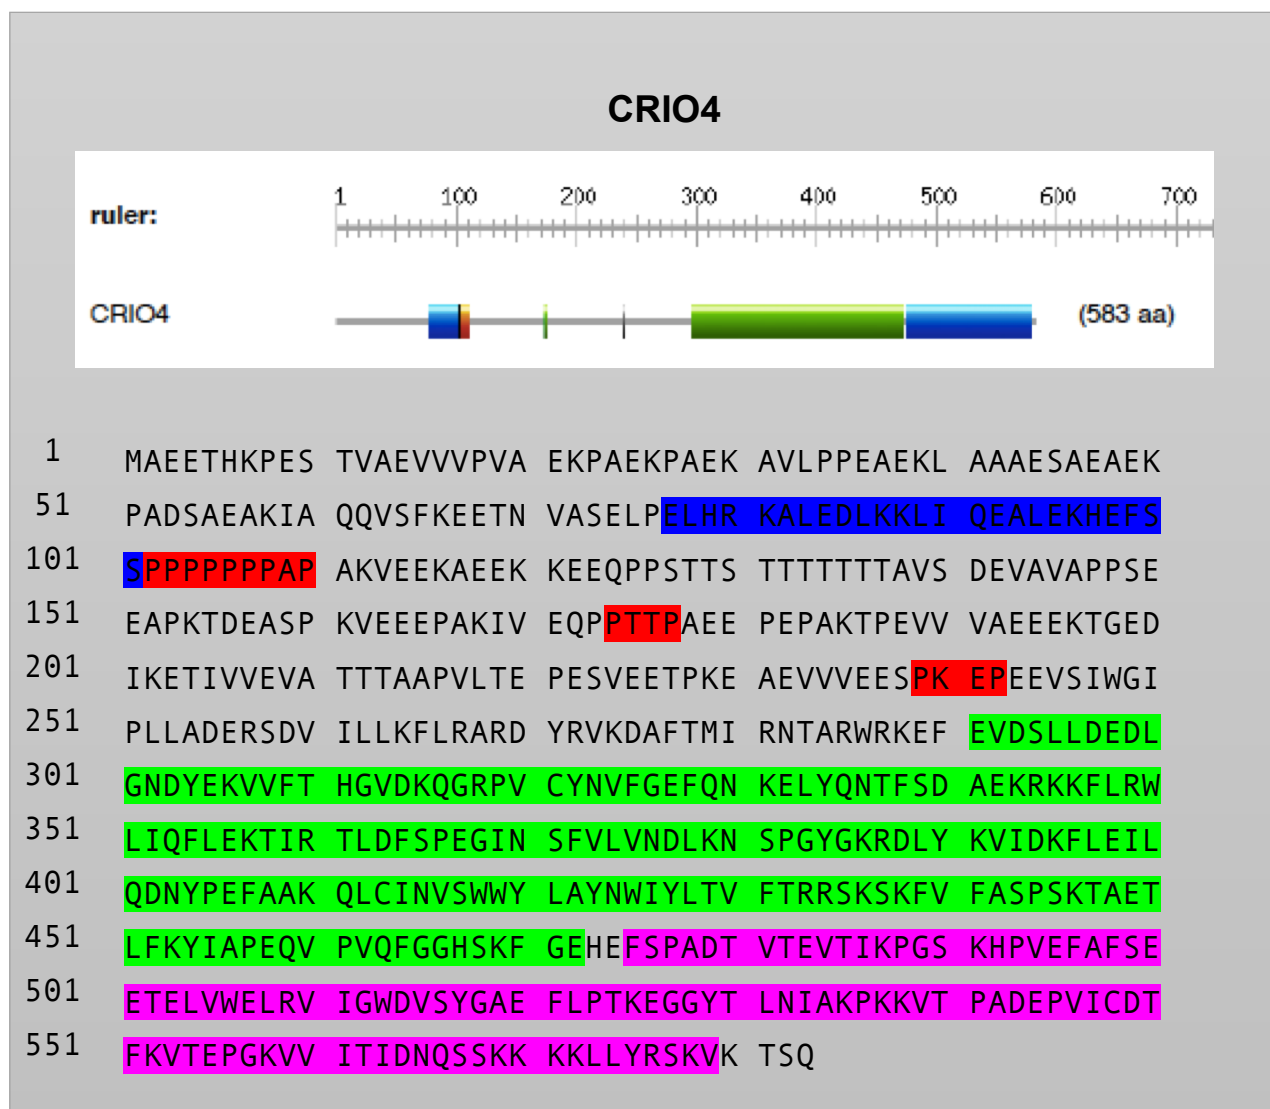 CRIO4
1 100 200 300 400 500 600 700
ruler:
CRIO4 (583 aa)
1 MAEETHKPES TVAEVVVPVA EKPAEKPAEK AVLPPEAEKL AAAESAEAEK
51 PADSAEAKIA QQVSFKEETN VASELPELHR KALEDLKKLI QEALEKHEFS
101 SPPPPPPPAP AKVEEKAEEK KEEQPPSTTS TTTTTTTAVS DEVAVAPPSE
151 EAPKTDEASP KVEEEPAKIV EQPPTTPAEE PEPAKTPEVV VAEEEKTGED
201 IKETIVVEVA TTTAAPVLTE PESVEETPKE AEVVVEESPK EPEEVSIWGI
251 PLLADERSDV ILLKFLRARD YRVKDAFTMI RNTARWRKEF EVDSLLDEDL
301 GNDYEKVVFT HGVDKQGRPV CYNVFGEFQN KELYQNTFSD AEKRKKFLRW
351 LIQFLEKTIR TLDFSPEGIN SFVLVNDLKN SPGYGKRDLY KVIDKFLEIL
401 QDNYPEFAAK QLCINVSWWY LAYNWIYLTV FTRRSKSKFV FASPSKTAET
451 LFKYIAPEQV PVQFGGHSKF GEHEFSPADT VTEVTIKPGS KHPVEFAFSE
501 ETELVWELRV IGWDVSYGAE FLPTKEGGYT LNIAKPKKVT PADEPVICDT
551 FKVTEPGKVV ITIDNQSSKK KKLLYRSKVK TSQ